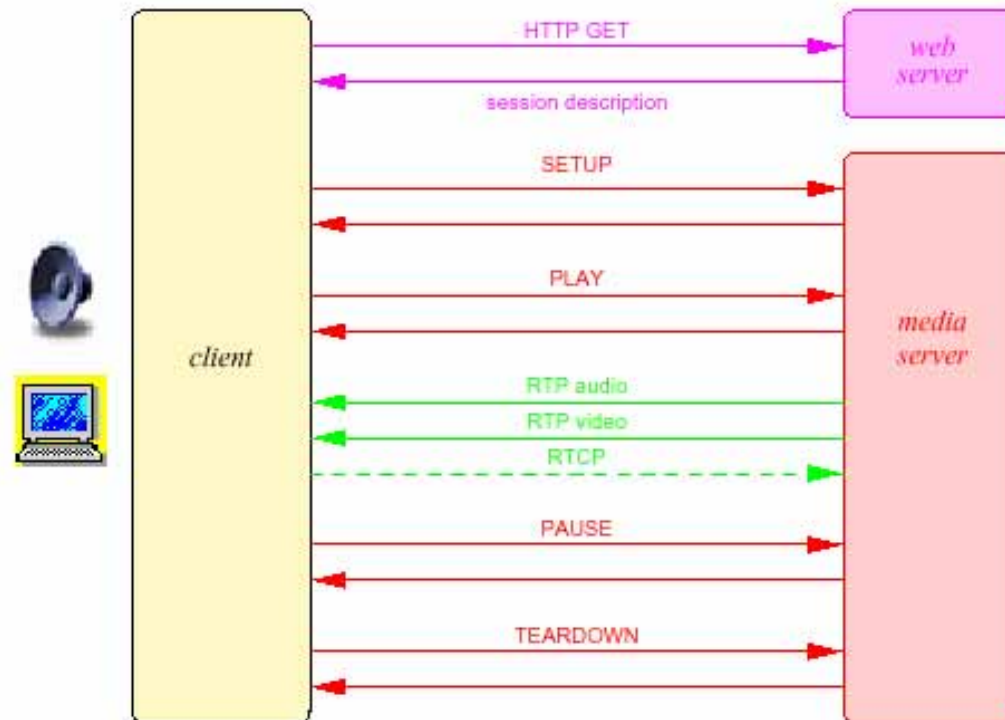 HTTP GET
web
server
session description
SETUP
PLAY
client
media
server
RTP audio
RTP video
RTCP
PAUSE
TEARDOWN